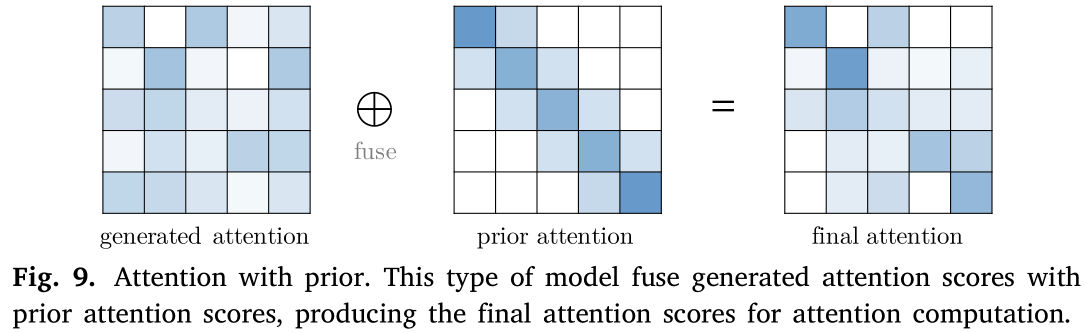 fuse
=
generated attention
prior attention
final attention
Fig. 9. Attention with prior. This type of model fuse generated attention scores with
prior attention scores, producing the final attention scores for attention computation.